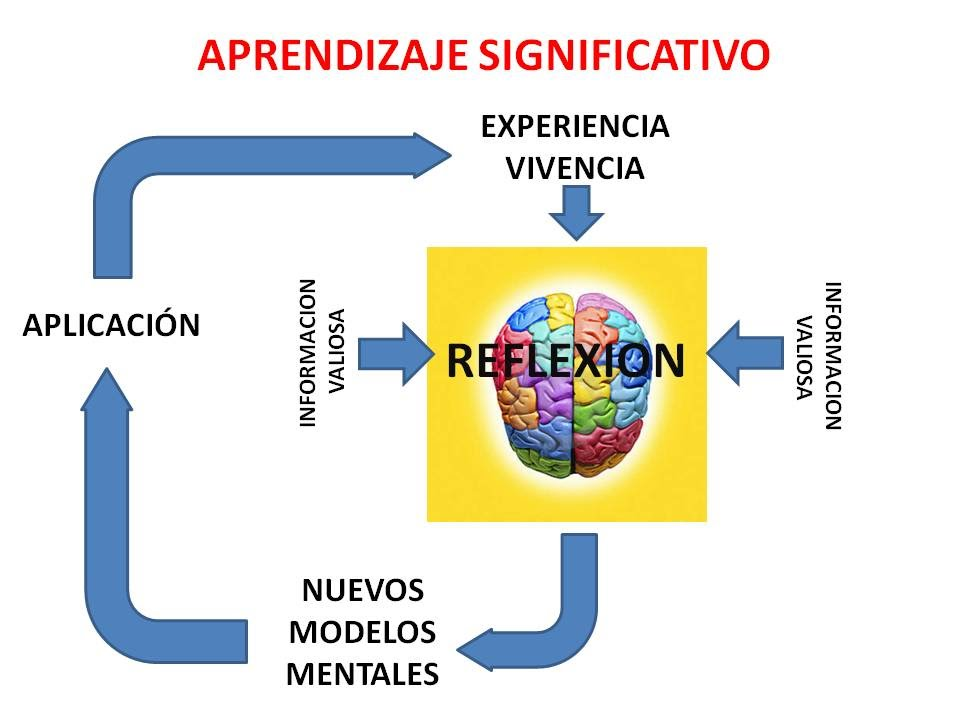 APRENDIZAJE SIGNIFICATIVO
EXPERIENCIA
VIVENCIA
APLICACIÓN
INFORMACION
VALIOSA
REFLEXION
INFORMACION
VALIOSA
NUEVOS
MODELOS
MENTALES